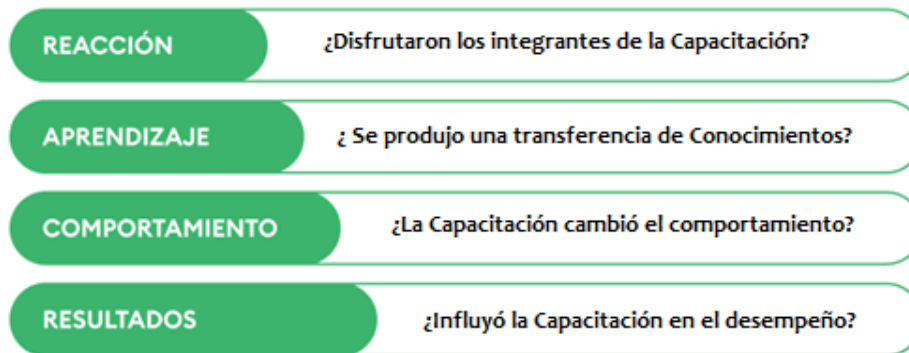 REACCIÓN ¿Disfrutaron los integrantes de la Capacitación?
APRENDIZAJE ¿ Se produjo una transferencia de Conocimientos?
COMPORTAMIENTO ¿La Capacitación cambió el comportamiento?
RESULTADOS ¿Influyó la Capacitación en el desempeño?